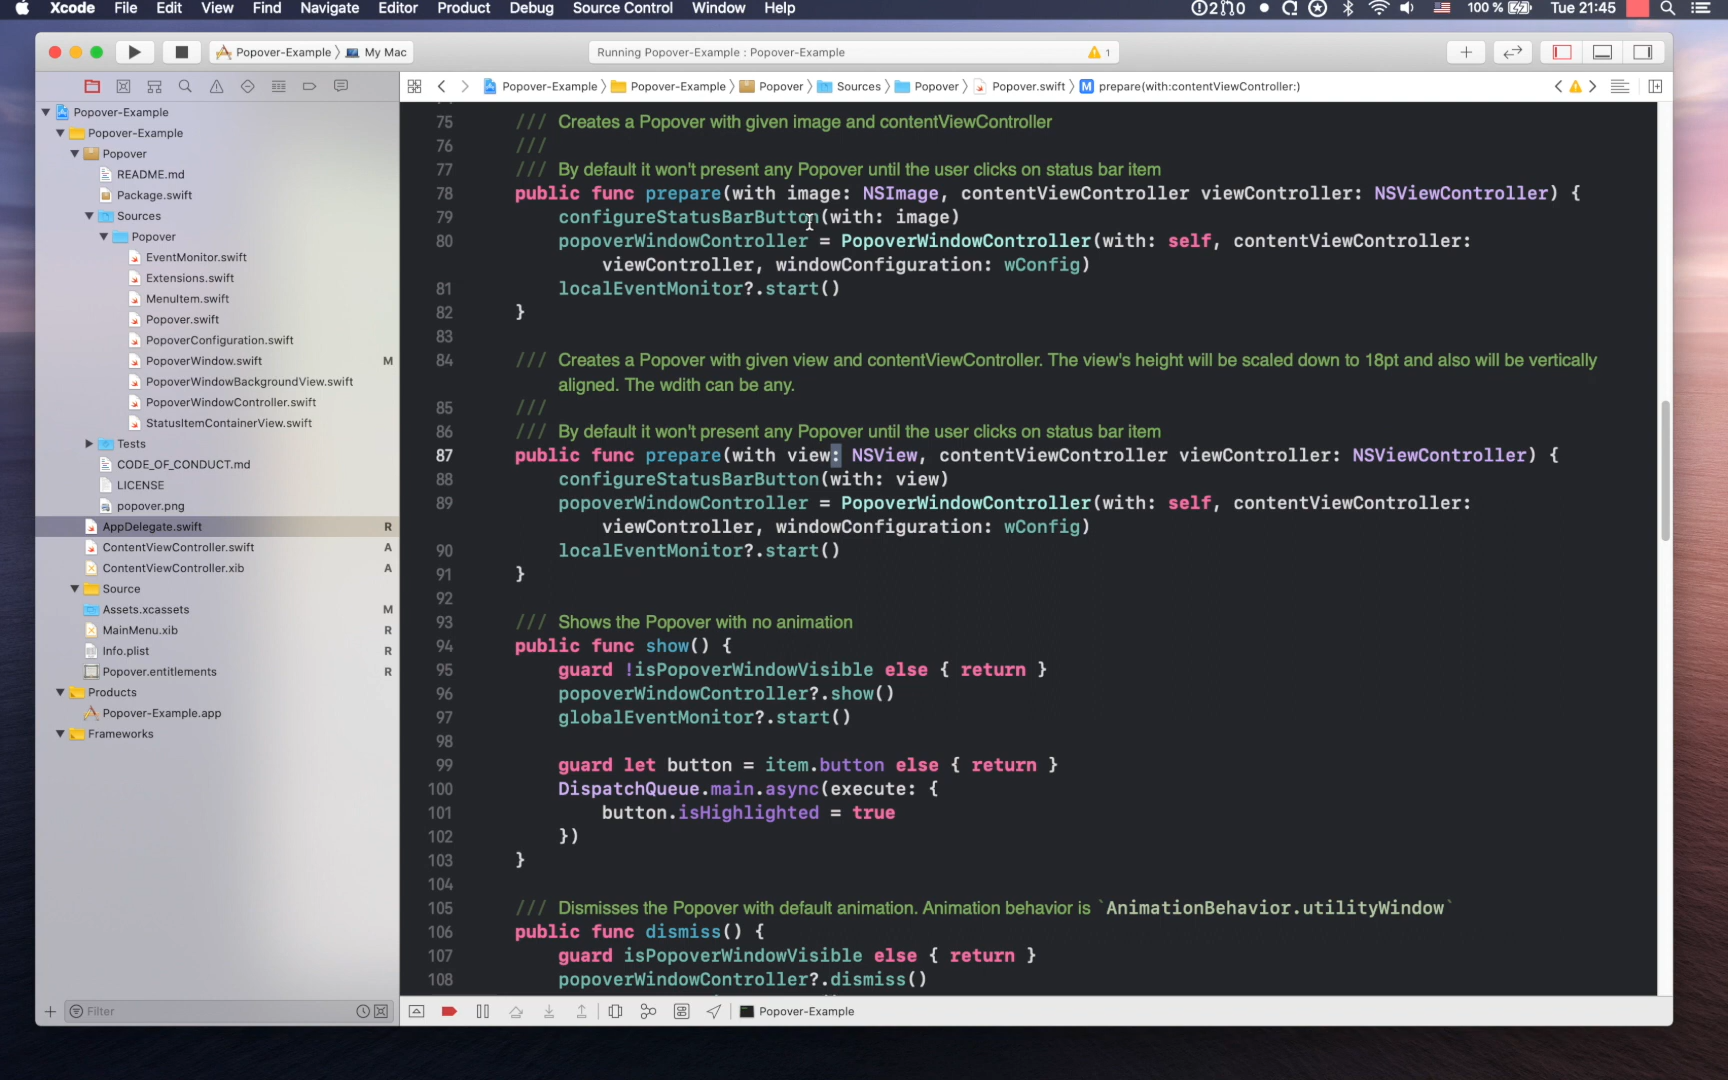 Xcode File Edit View Find Navigate Editor Product Debug Source Control Window Help
2 0 100 % Tue 21:45
Popover-Example 〉 My Mac
Running Popover-Example : Popover-Example
1
Popover-Example 〉 Popover-Example 〉 Popover 〉 Sources 〉 Popover 〉 Popover.swift 〉 M prepare(with:contentViewController:)
Popover-Example
Popover-Example
Popover
README.md
Package.swift
Sources
Popover
EventMonitor.swift
Extensions.swift
MenuItem.swift
Popover.swift
PopoverConfiguration.swift
PopoverWindow.swift M
PopoverWindowBackgroundView.swift
PopoverWindowController.swift
StatusItemContainerView.swift
Tests
CODE_OF_CONDUCT.md
LICENSE
popover.png
AppDelegate.swift R
ContentViewController.swift A
ContentViewController.xib A
Source
Assets.xcassets M
MainMenu.xib R
Info.plist R
Popover.entitlements R
Products
Popover-Example.app
Frameworks
Filter
75 /// Creates a Popover with given image and contentViewController
76 ///
77 /// By default it won't present any Popover until the user clicks on status bar item
78 public func prepare(with image: NSImage, contentViewController viewController: NSViewController) {
79 configureStatusBarButton(with: image)
80 popoverWindowController = PopoverWindowController(with: self, contentViewController:
viewController, windowConfiguration: wConfig)
81 localEventMonitor?.start()
82 }
83
84 /// Creates a Popover with given view and contentViewController. The view's height will be scaled down to 18pt and also will be vertically
aligned. The wdith can be any.
85 ///
86 /// By default it won't present any Popover until the user clicks on status bar item
87 public func prepare(with view: NSView, contentViewController viewController: NSViewController) {
88 configureStatusBarButton(with: view)
89 popoverWindowController = PopoverWindowController(with: self, contentViewController:
viewController, windowConfiguration: wConfig)
90 localEventMonitor?.start()
91 }
92
93 /// Shows the Popover with no animation
94 public func show() {
95 guard !isPopoverWindowVisible else { return }
96 popoverWindowController?.show()
97 globalEventMonitor?.start()
98
99 guard let button = item.button else { return }
100 DispatchQueue.main.async(execute: {
101 button.isHighlighted = true
102 })
103 }
104
105 /// Dismisses the Popover with default animation. Animation behavior is `AnimationBehavior.utilityWindow`
106 public func dismiss() {
107 guard isPopoverWindowVisible else { return }
108 popoverWindowController?.dismiss()
Popover-Example